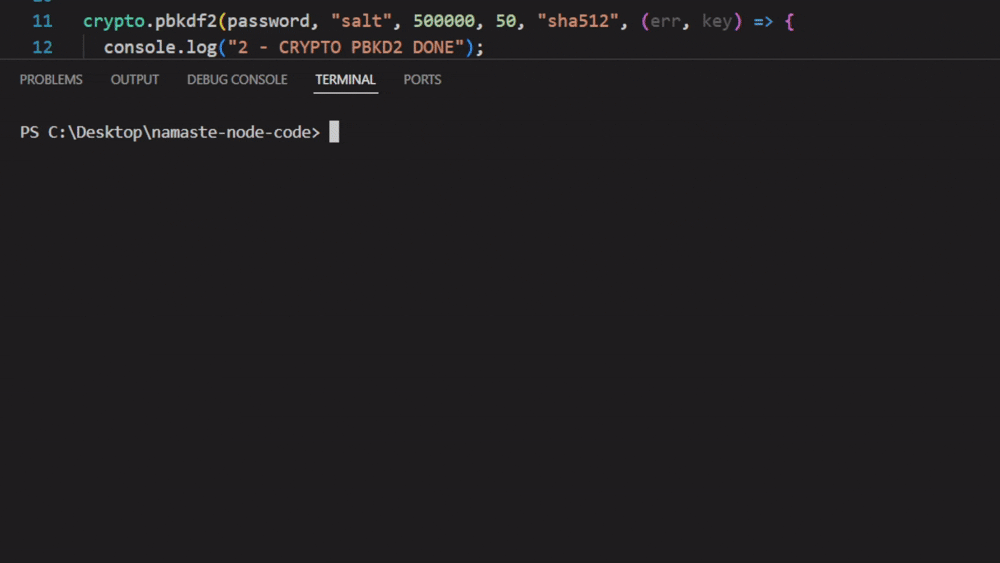 11 crypto.pbkdf2(password, "salt", 500000, 50, "sha512", (err, key) => {
12 console.log("2 - CRYPTO PBKD2 DONE");
PROBLEMS OUTPUT DEBUG CONSOLE TERMINAL PORTS
PS C:\Desktop\namaste-node-code>